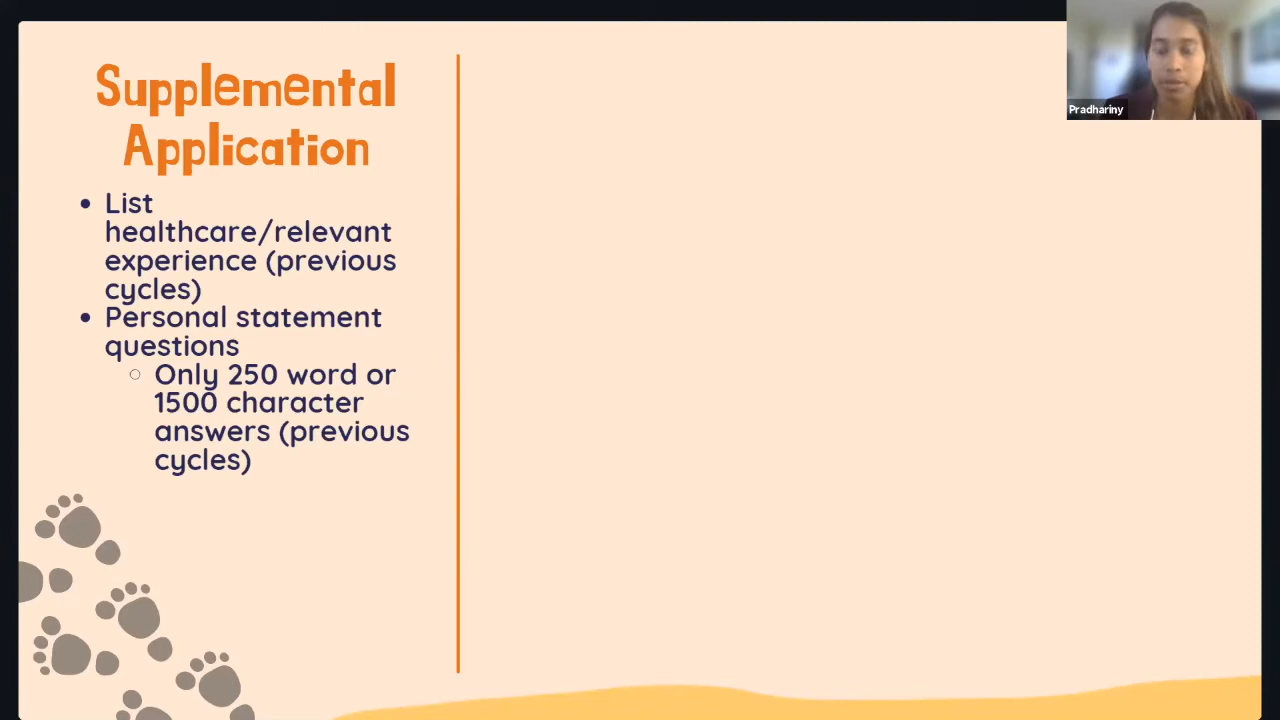 Supplemental
Application
List
healthcare/relevant
experience (previous
cycles)
Personal statement
questions
Only 250 word or
1500 character
answers (previous
cycles)
Pradhariny